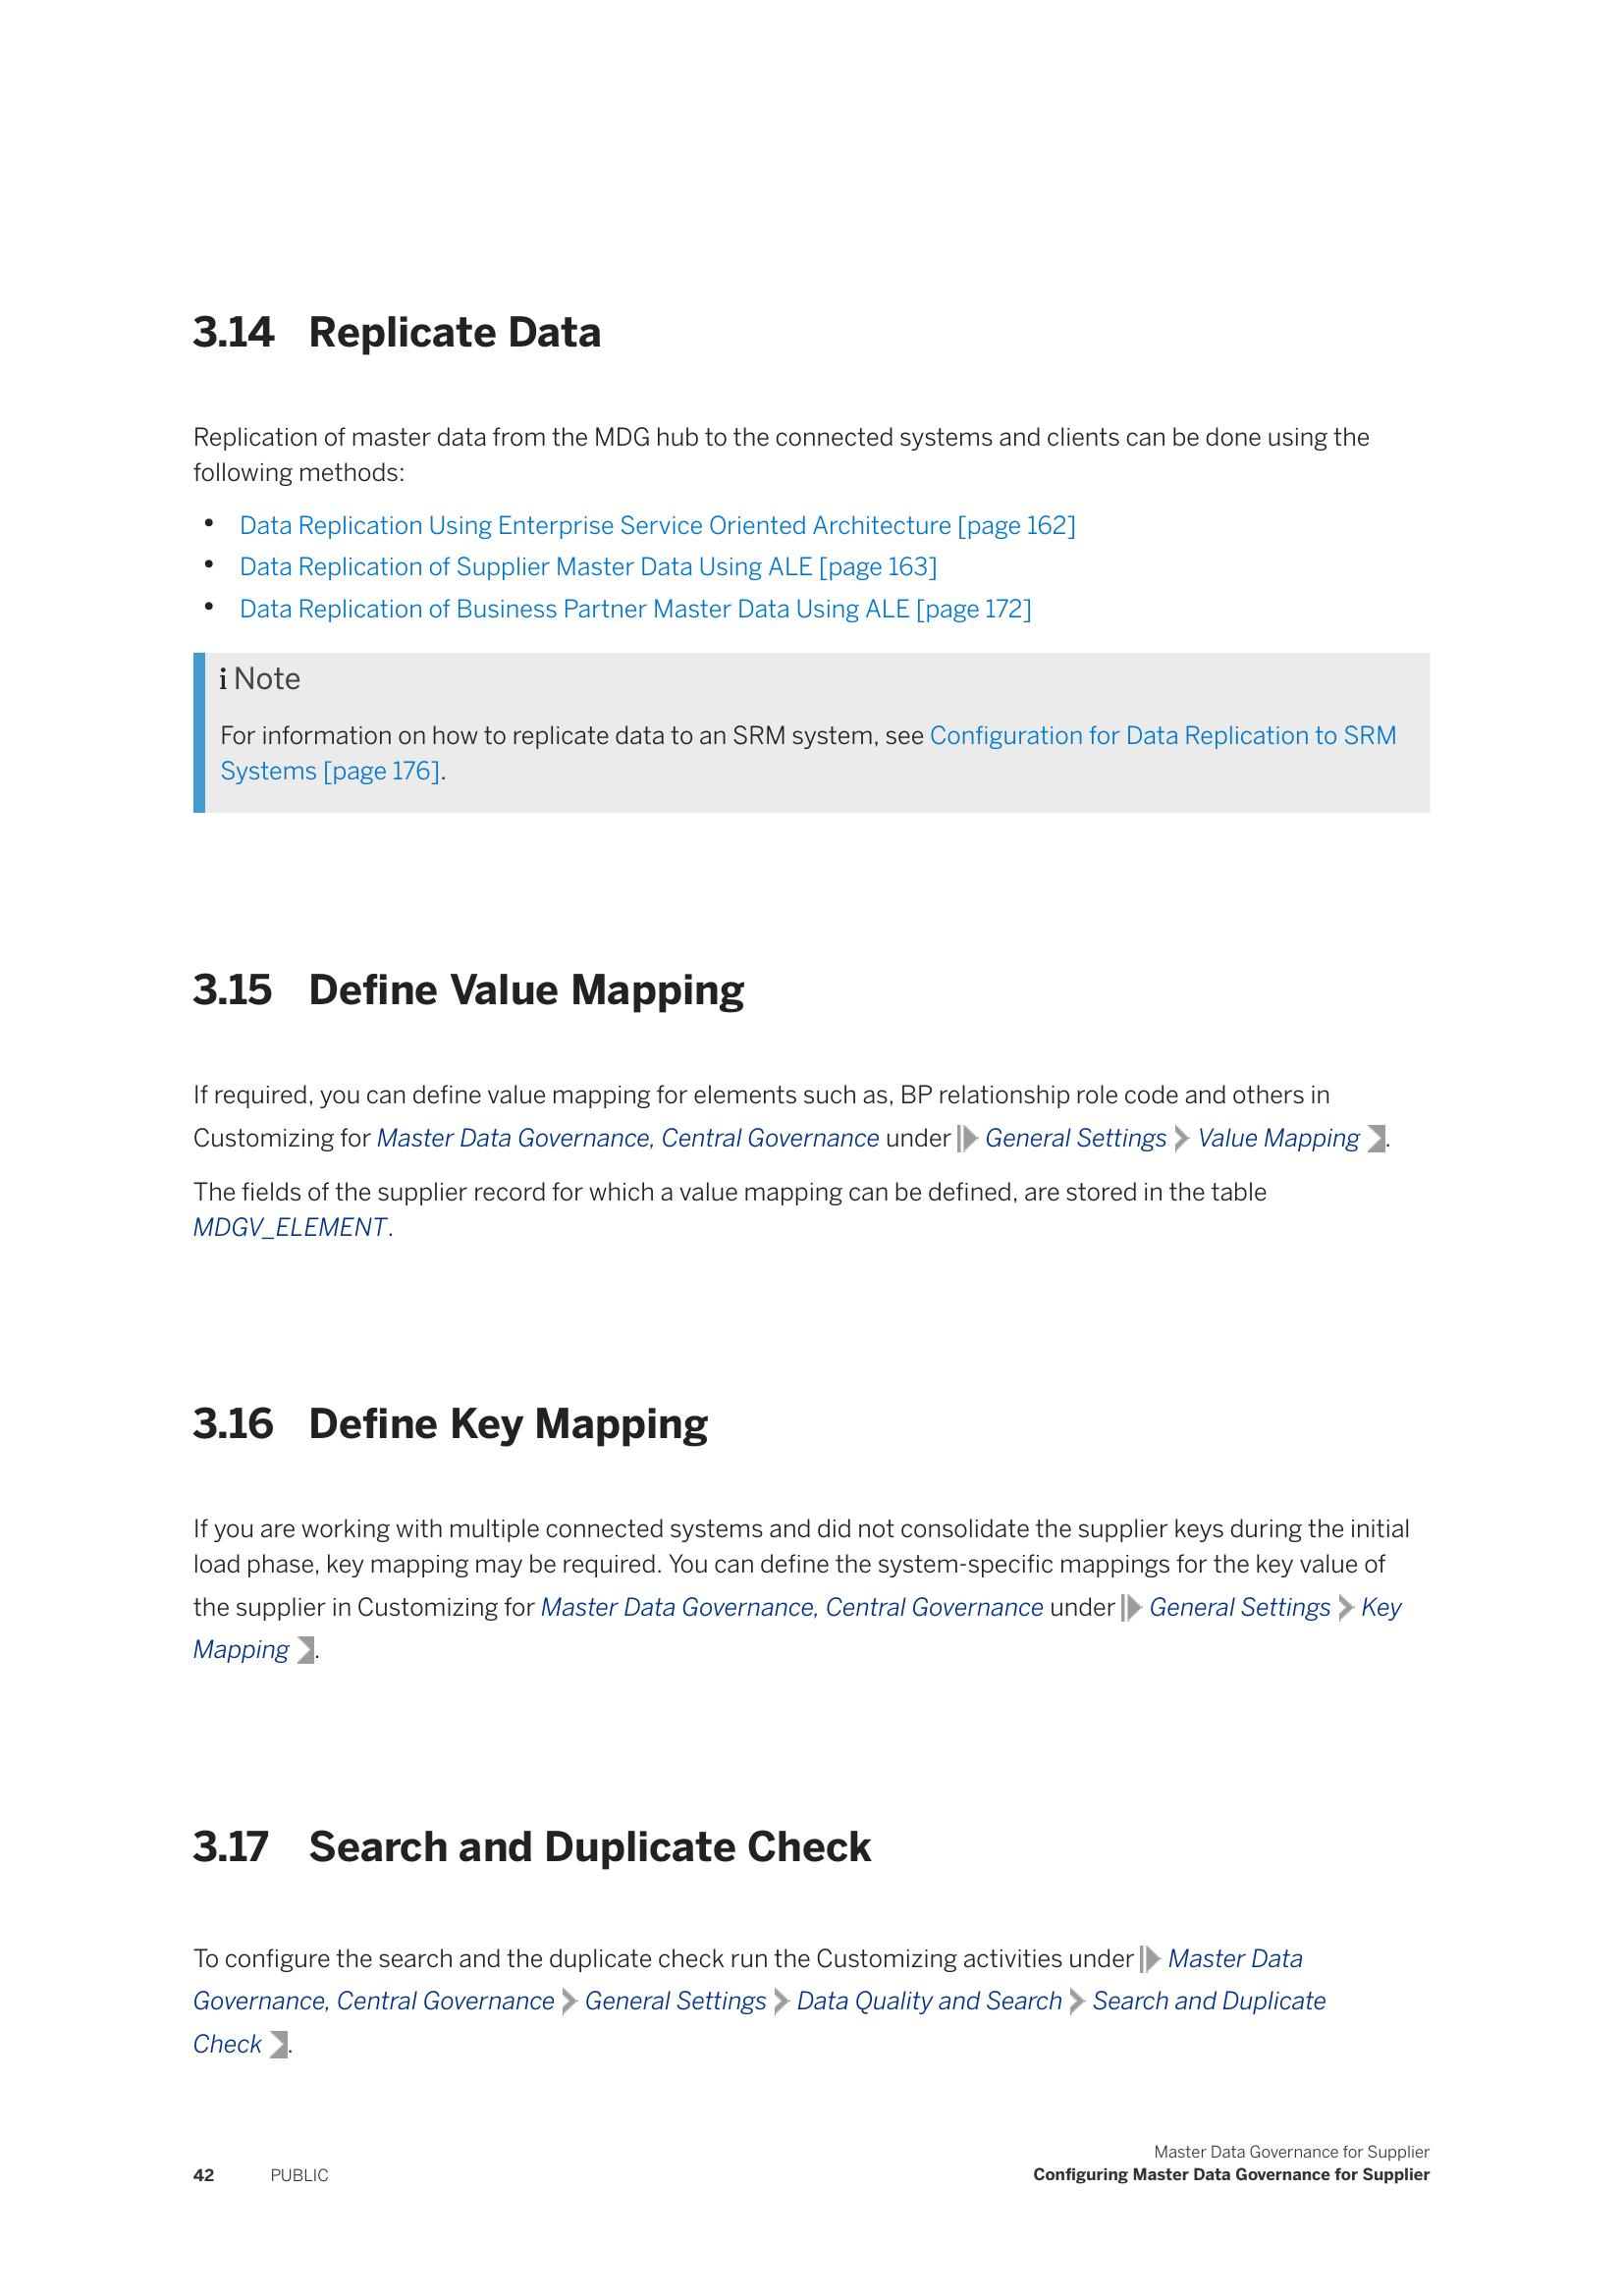 3.14 Replicate Data
Replication of master data from the MDG hub to the connected systems and clients can be done using the
following methods:
• Data Replication Using Enterprise Service Oriented Architecture [page 162]
• Data Replication of Supplier Master Data Using ALE [page 163]
• Data Replication of Business Partner Master Data Using ALE [page 172]
i Note
For information on how to replicate data to an SRM system, see Configuration for Data Replication to SRM
Systems [page 176].
3.15 Define Value Mapping
If required, you can define value mapping for elements such as, BP relationship role code and others in
Customizing for Master Data Governance, Central Governance under General Settings Value Mapping .
The fields of the supplier record for which a value mapping can be defined, are stored in the table
MDGV_ELEMENT.
3.16 Define Key Mapping
If you are working with multiple connected systems and did not consolidate the supplier keys during the initial
load phase, key mapping may be required. You can define the system-specific mappings for the key value of
the supplier in Customizing for Master Data Governance, Central Governance under General Settings Key
Mapping .
3.17 Search and Duplicate Check
To configure the search and the duplicate check run the Customizing activities under Master Data
Governance, Central Governance General Settings Data Quality and Search Search and Duplicate
Check .
Master Data Governance for Supplier
42 PUBLIC Configuring Master Data Governance for Supplier